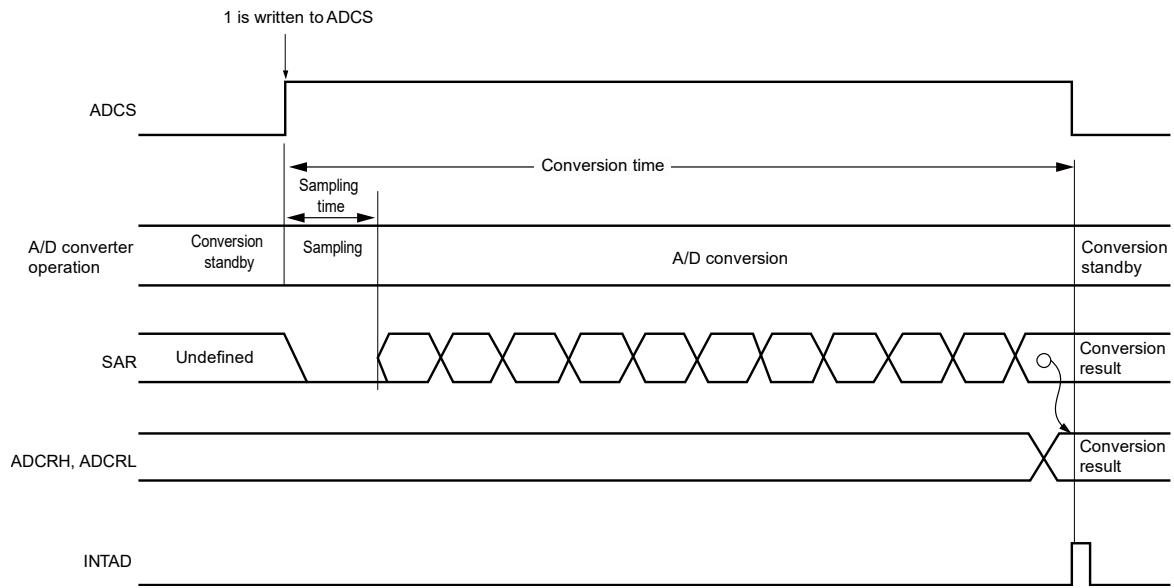 1 is written to ADCS
ADCS
Conversion time
Sampling
time
A/D converter
operation
Conversion
standby
Sampling
A/D conversion
Conversion
standby
SAR
Undefined
Conversion
result
ADCRH, ADCRL
Conversion
result
INTAD